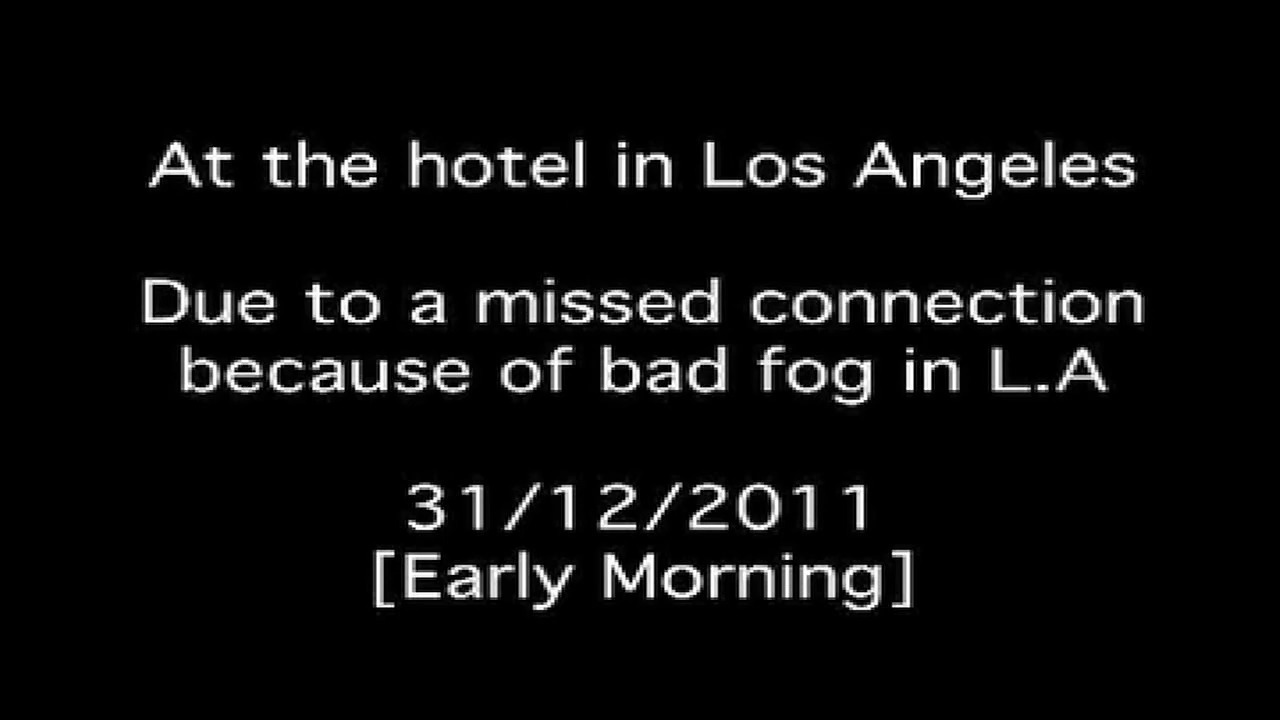 At the hotel in Los Angeles
Due to a missed connection
because of bad fog in L.A
31/12/2011
[Early Morning]